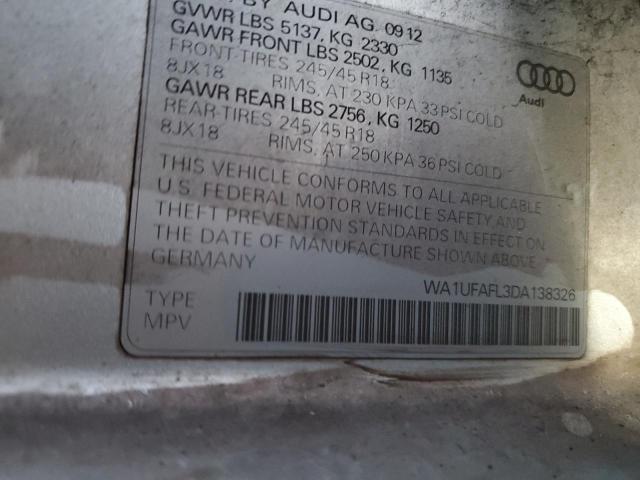 BY AUDI AG 0912
GVWR LBS 5137, KG 2330
GAWR FRONT LBS 2502, KG 1135
FRONT-TIRES 245/45 R18
8JX18 RIMS, AT 230 KPA 33 PSI COLD
GAWR REAR LBS 2756, KG 1250
REAR-TIRES 245/45 R18
8JX18 RIMS, AT 250 KPA 36 PSI COLD
Audi
THIS VEHICLE CONFORMS TO ALL APPLICABLE
U.S. FEDERAL MOTOR VEHICLE SAFETY AND
THEFT PREVENTION STANDARDS IN EFFECT ON
THE DATE OF MANUFACTURE SHOWN ABOVE
GERMANY
WA1UFAFL3DA138326
TYPE
MPV